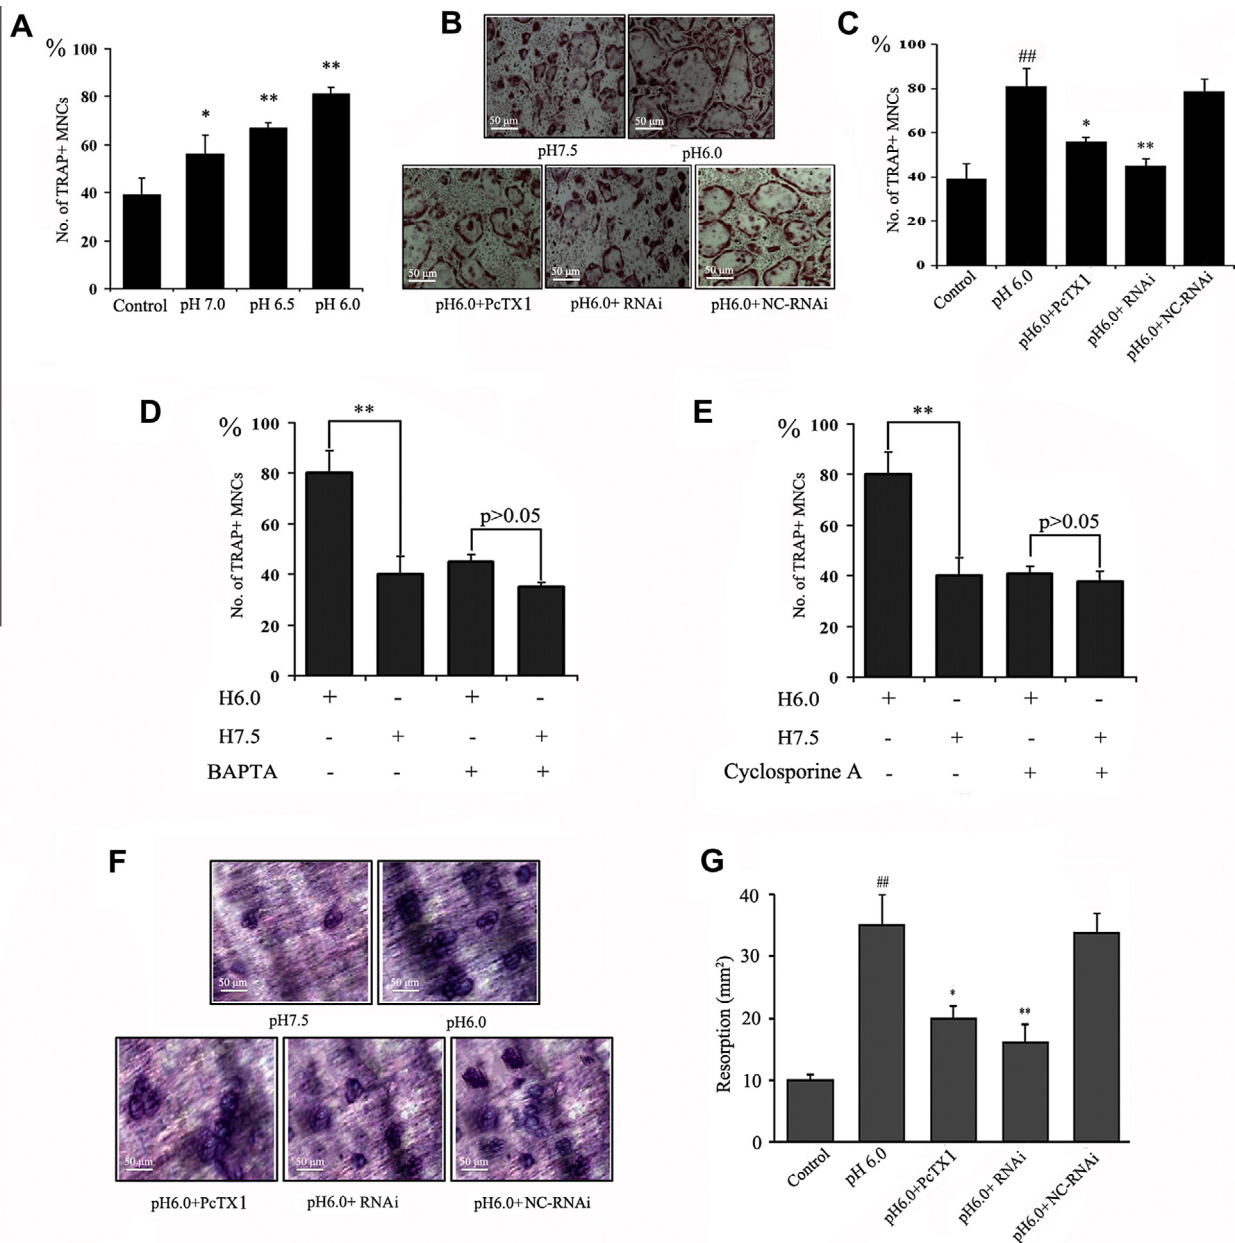 A
%
100
80
60
40
20
0
No. of TRAP+ MNCs
*
**
**
Control pH 7.0 pH 6.5 pH 6.0
B
50 µm
50 µm
pH7.5 pH6.0
50 µm
50 µm
50 µm
pH6.0+PcTX1 pH6.0+ RNAi pH6.0+NC-RNAi
C
%
100
80
60
40
20
0
No. of TRAP+ MNCs
##
*
**
Control
pH 6.0
pH6.0+PcTX1
pH6.0+ RNAi
pH6.0+ NC-RNAi
D
%
100
80
60
40
20
0
No. of TRAP+ MNCs
**
p>0.05
H6.0 + - + -
H7.5 - + - +
BAPTA - - + +
E
%
100
80
60
40
20
0
No. of TRAP+ MNCs
**
p>0.05
H6.0 + - + -
H7.5 - + - +
Cyclosporine A - - + +
F
50 µm
50 µm
pH7.5 pH6.0
50 µm
50 µm
50 µm
pH6.0+PcTX1 pH6.0+ RNAi pH6.0+NC-RNAi
G
40
30
20
10
0
Resorption (mm²)
##
*
**
Control
pH 6.0
pH6.0+PcTX1
pH6.0+ RNAi
pH6.0+NC-RNAi